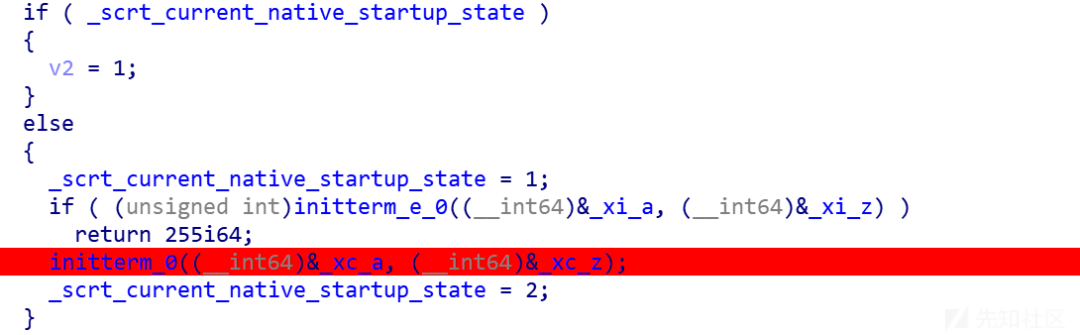 if ( _scrt_current_native_startup_state )
{
v2 = 1;
}
else
{
_scrt_current_native_startup_state = 1;
if ( (unsigned int)initterm_e_0((__int64)&_xi_a, (__int64)&_xi_z) )
return 255i64;
initterm_0((__int64)&_xc_a, (__int64)&_xc_z);
_scrt_current_native_startup_state = 2;
}
先知社区